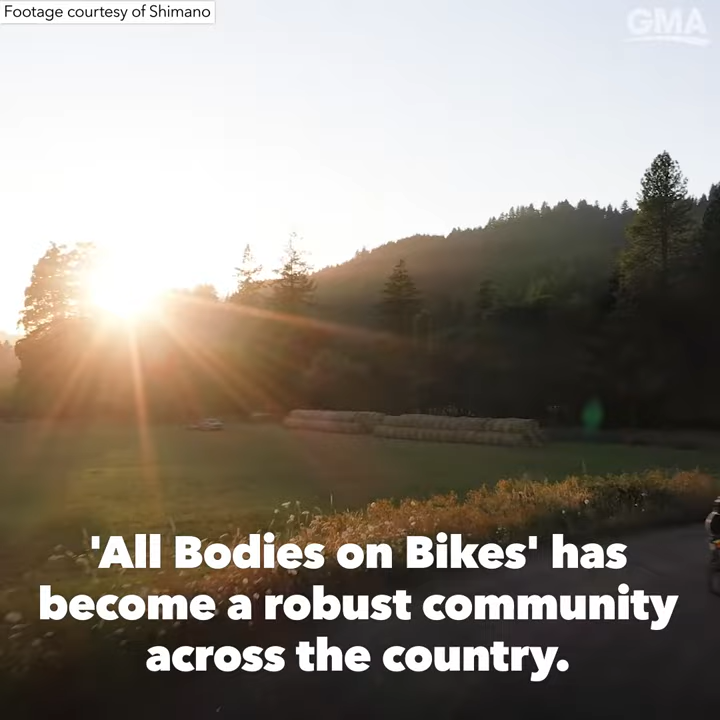 Footage courtesy of Shimano
GMA
'All Bodies on Bikes' has
become a robust community
across the country.